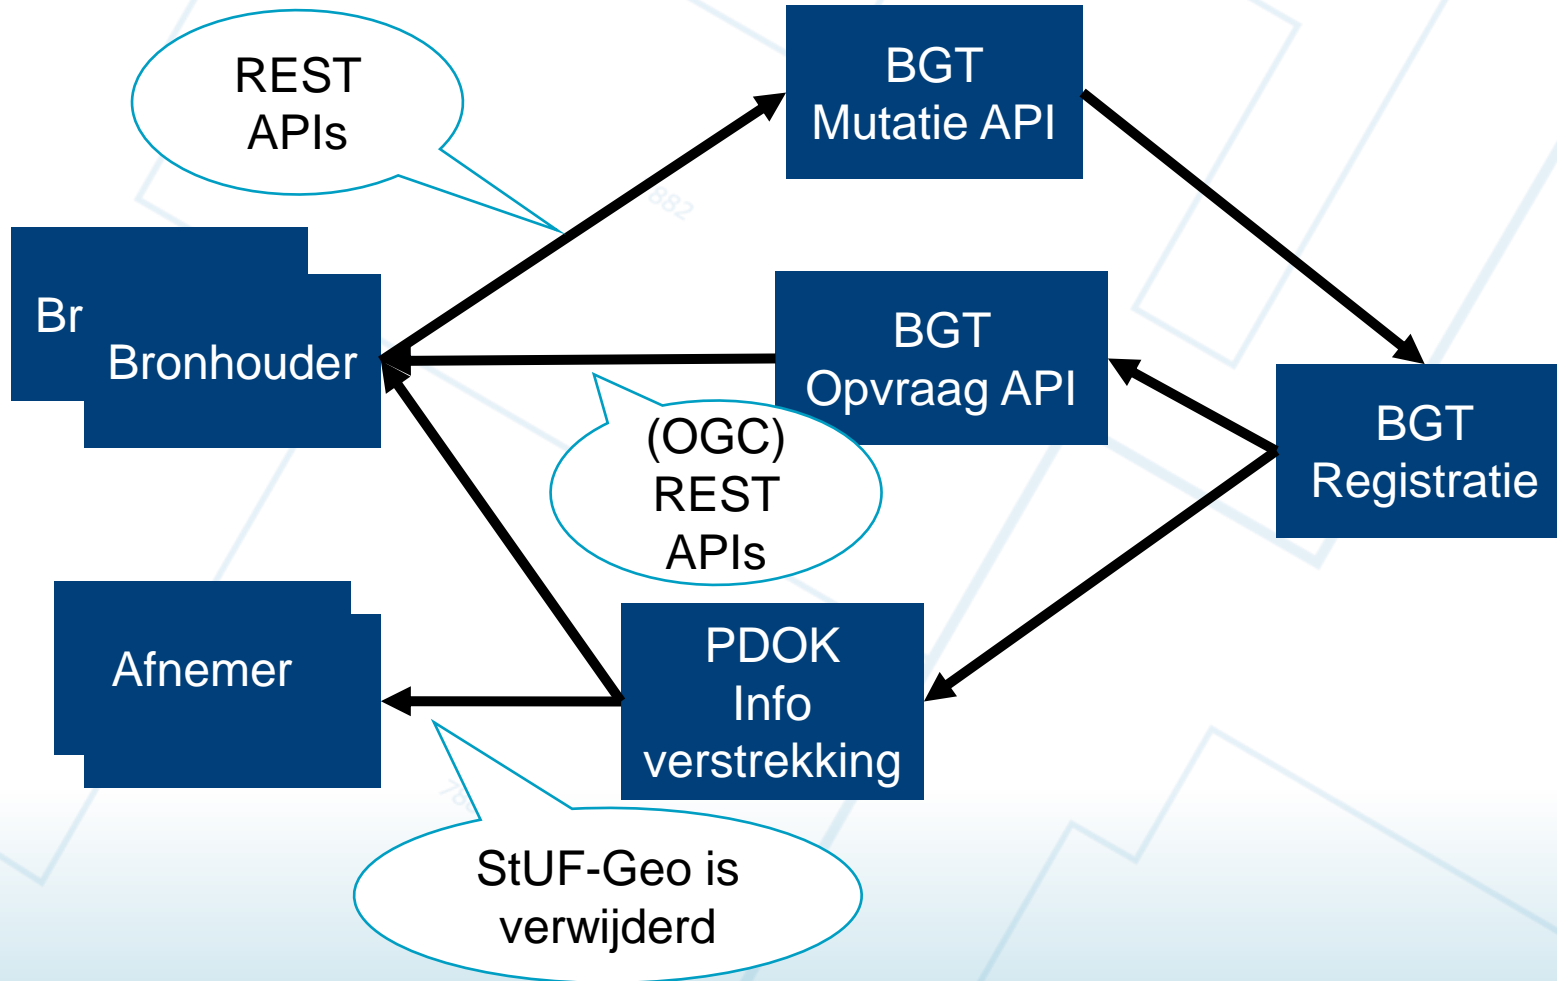 REST
APIs
BGT
Mutatie API
882
Br
Bronhouder
BGT
Opvraag API
(OGC)
REST
APIs
BGT
Registratie
Afnemer
PDOK
Info
verstrekking
StUF-Geo is
verwijderd